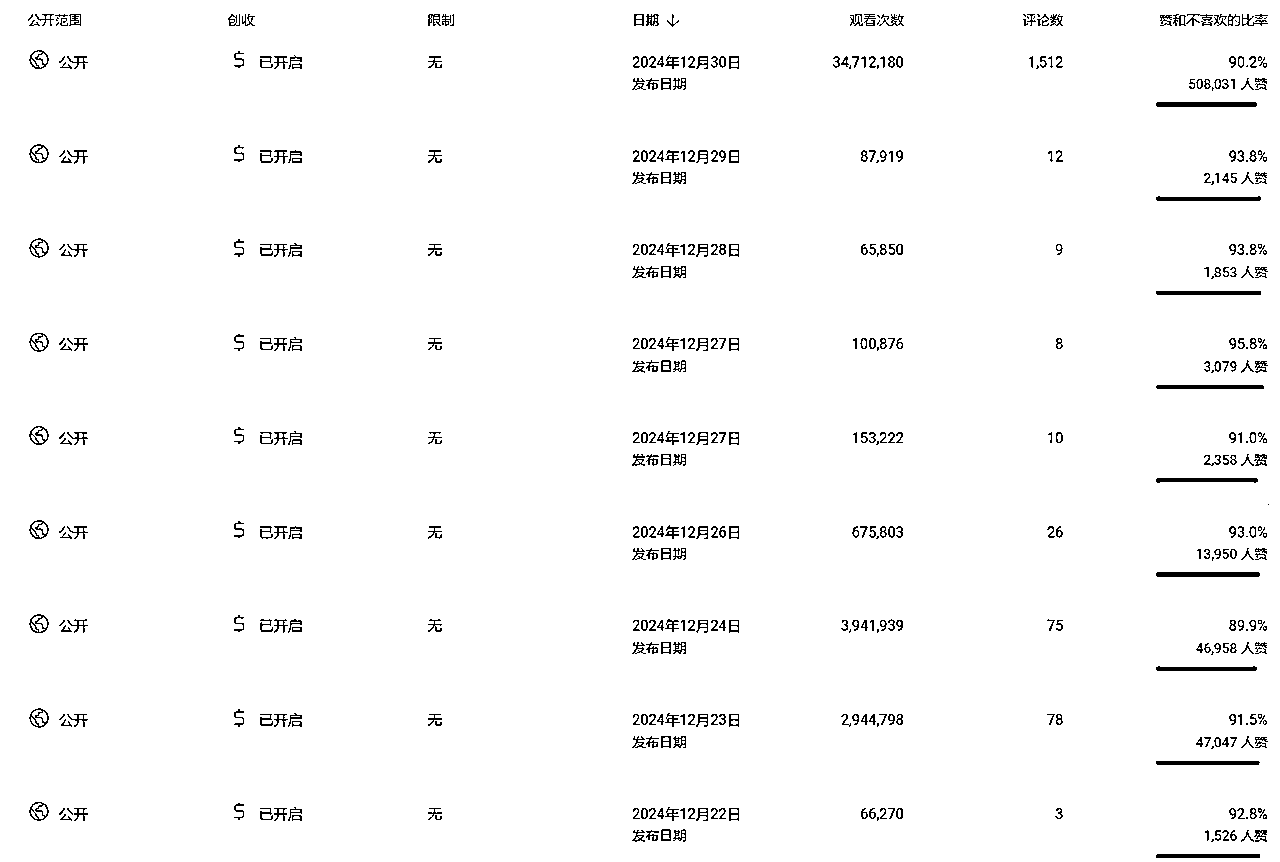 公开范围 创收 限制 日期 ↓ 观看次数 评论数 赞和不喜欢的比率
公开 $ 已开启 无 2024年12月30日 34,712,180 1,512 90.2%
发布日期 508,031 人赞
公开 $ 已开启 无 2024年12月29日 87,919 12 93.8%
发布日期 2,145 人赞
公开 $ 已开启 无 2024年12月28日 65,850 9 93.8%
发布日期 1,853 人赞
公开 $ 已开启 无 2024年12月27日 100,876 8 95.8%
发布日期 3,079 人赞
公开 $ 已开启 无 2024年12月27日 153,222 10 91.0%
发布日期 2,358 人赞
公开 $ 已开启 无 2024年12月26日 675,803 26 93.0%
发布日期 13,950 人赞
公开 $ 已开启 无 2024年12月24日 3,941,939 75 89.9%
发布日期 46,958 人赞
公开 $ 已开启 无 2024年12月23日 2,944,798 78 91.5%
发布日期 47,047 人赞
公开 $ 已开启 无 2024年12月22日 66,270 3 92.8%
发布日期 1,526 人赞